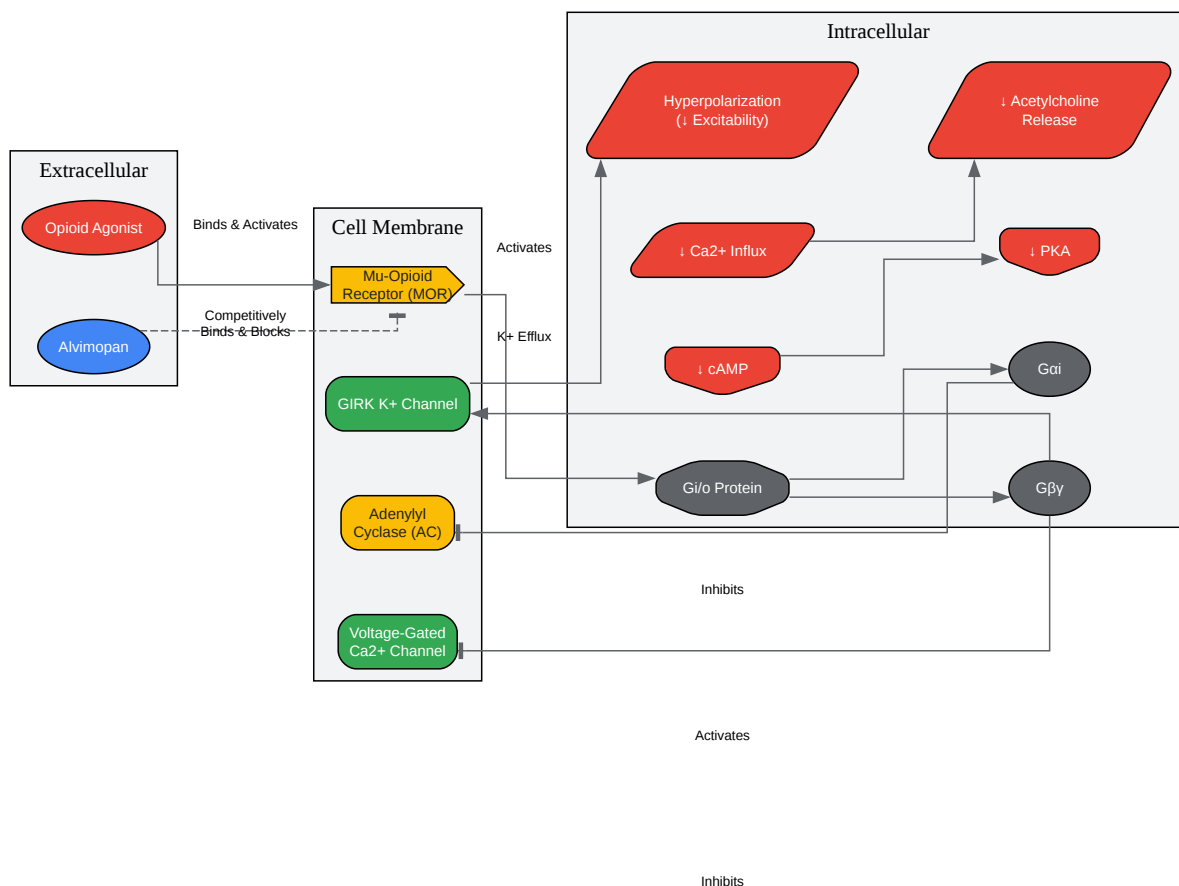 Intracellular
Hyperpolarization
(↓ Excitability)
↓ Acetylcholine
Release
Extracellular
Opioid Agonist
Binds & Activates
Cell Membrane
Activates
↓ Ca2+ Influx
↓ PKA
Mu-Opioid
Receptor (MOR)
Competitively
Binds & Blocks
K+ Efflux
Alvimopan
↓ cAMP
Gαi
GIRK K+ Channel
Gi/o Protein
Gβγ
Adenylyl
Cyclase (AC)
Inhibits
Voltage-Gated
Ca2+ Channel
Activates
Inhibits